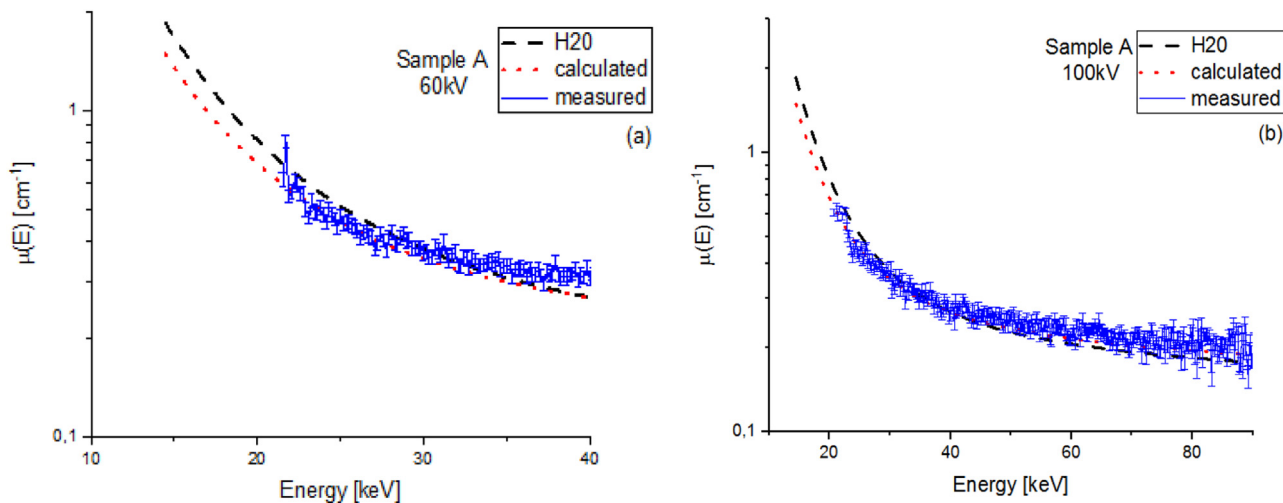 Sample A
60kV
H20
calculated
measured
(a)
1
0,1
μ(E) [cm-1]
10
20
30
40
Energy [keV]
Sample A
100kV
H20
calculated
measured
(b)
1
0,1
μ(E) [cm-1]
20
40
60
80
Energy [keV]